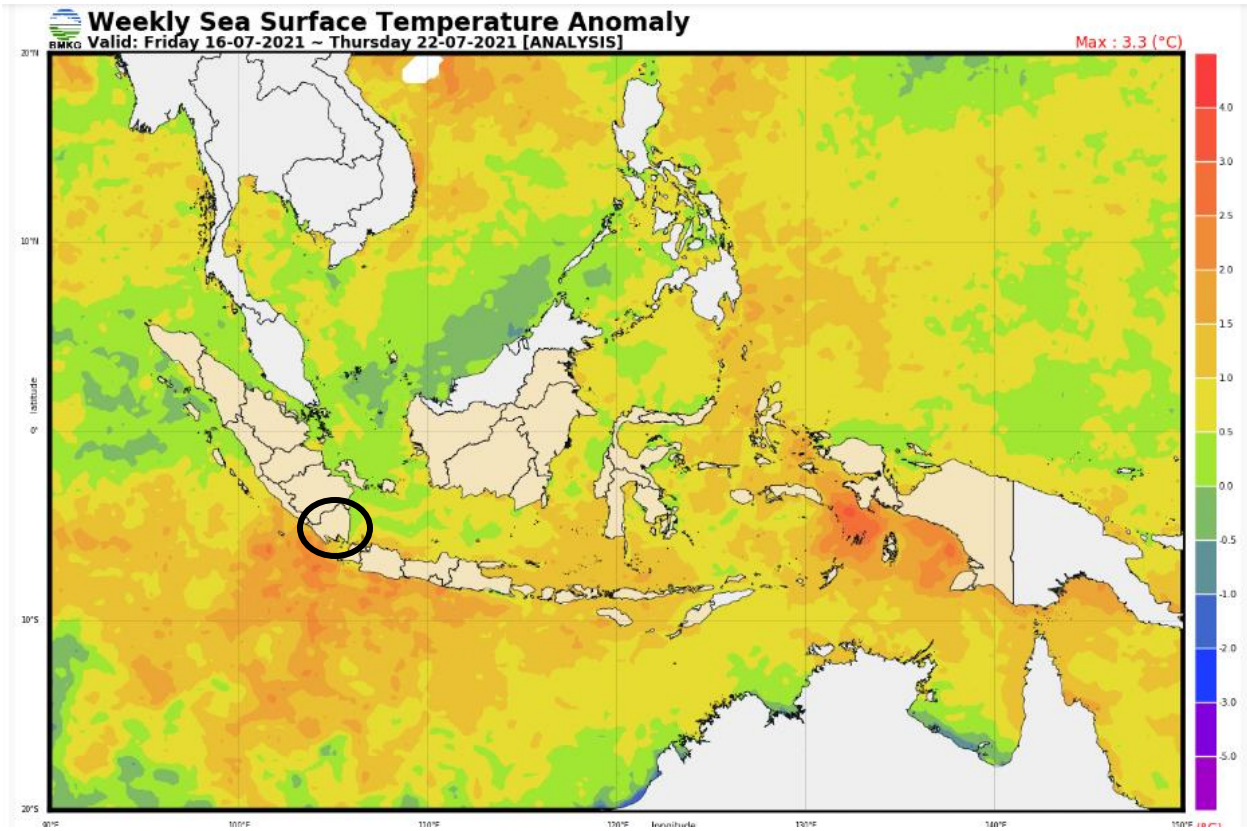 Weekly Sea Surface Temperature Anomaly
BMKG
Valid: Friday 16-07-2021 ~ Thursday 22-07-2021 [ANALYSIS]
Max : 3.3 (°C)
20°N
10°N
latitude
0°
10°S
20°S
90°E
100°E
110°E
120°E
longitude
130°E
140°E
150°E
4.0
3.0
2.5
2.0
1.5
1.0
0.5
0.0
-0.5
-1.0
-2.0
-3.0
-5.0
(°C)